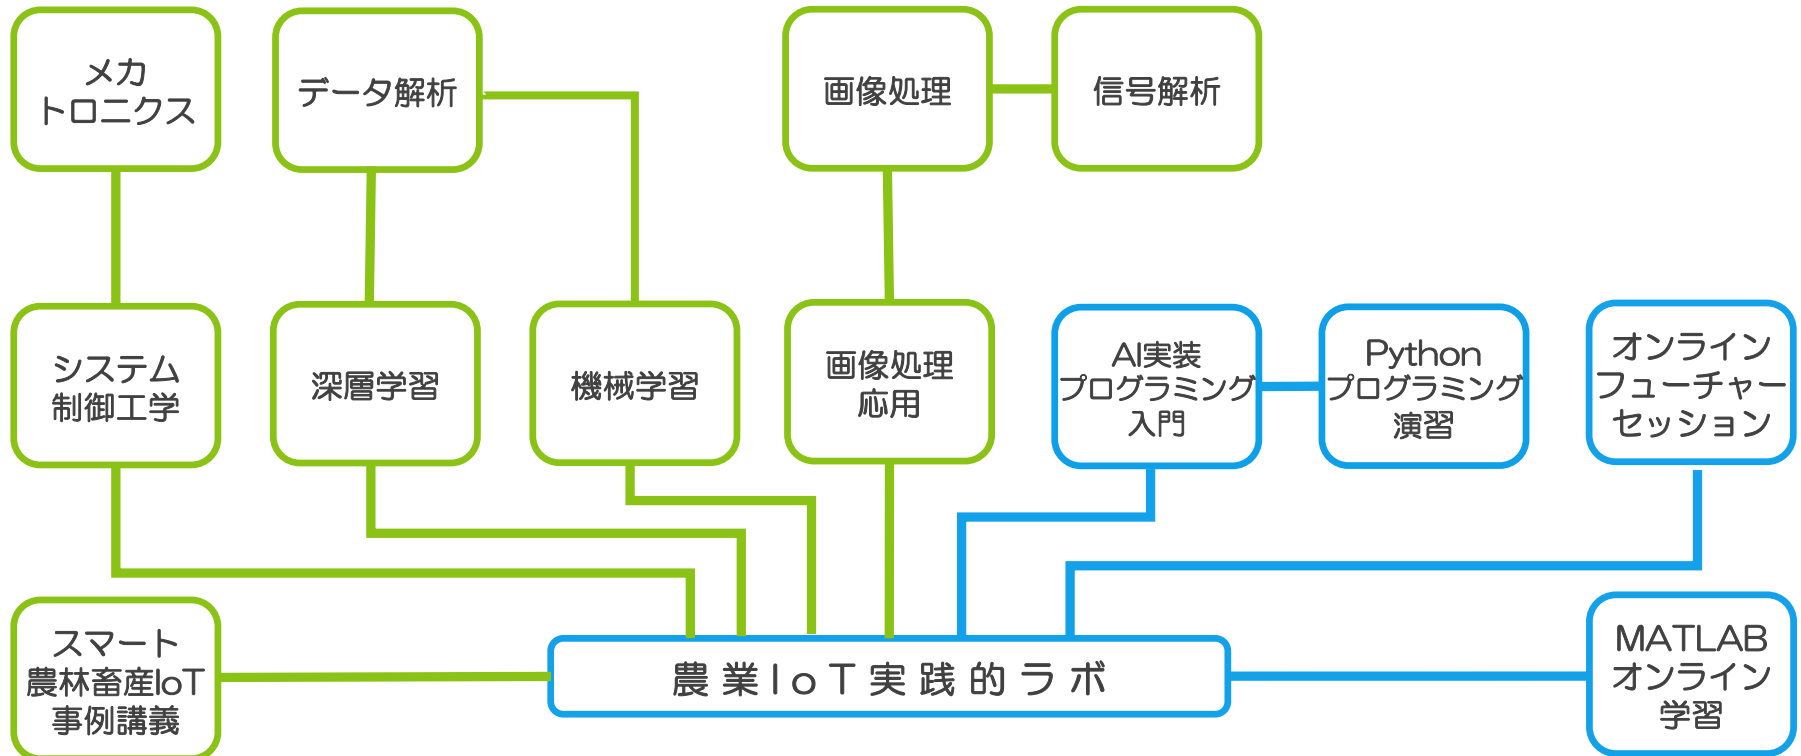 メカ
トロニクス
データ解析
画像処理
信号解析
システム
制御工学
深層学習
機械学習
画像処理
応用
AI実装
プログラミング
入門
Python
プログラミング
演習
オンライン
フューチャー
セッション
スマート
農林畜産IoT
事例講義
農業IoT実践的ラボ
MATLAB
オンライン
学習